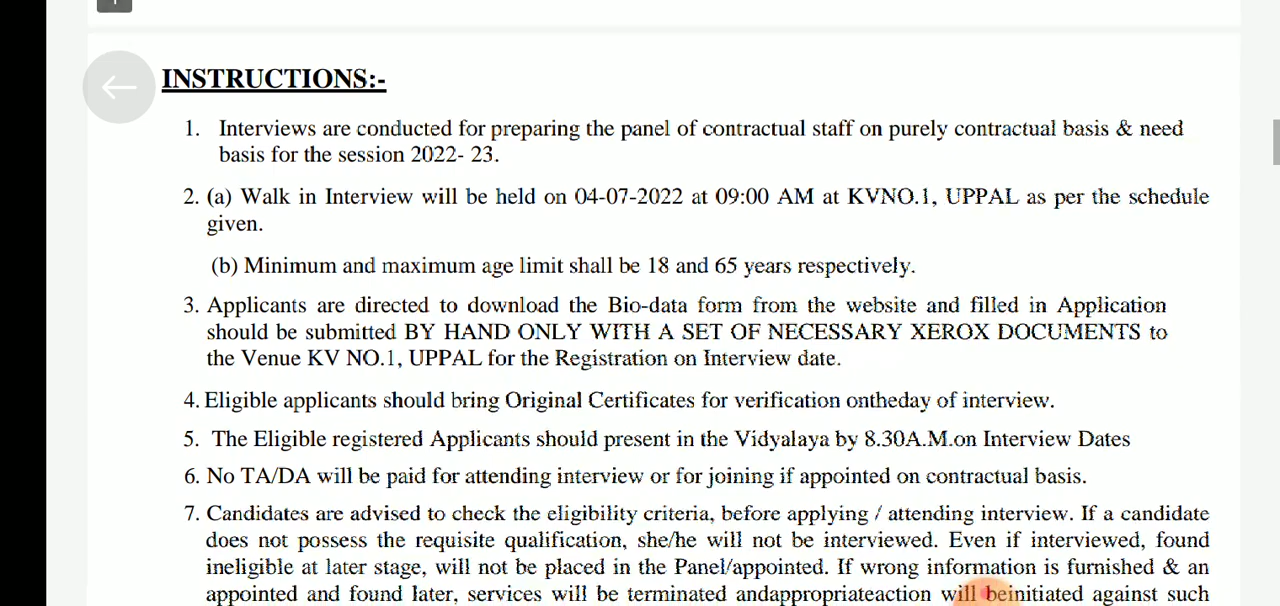 INSTRUCTIONS:-
1. Interviews are conducted for preparing the panel of contractual staff on purely contractual basis & need
basis for the session 2022- 23.
2. (a) Walk in Interview will be held on 04-07-2022 at 09:00 AM at KVNO.1, UPPAL as per the schedule
given.
(b) Minimum and maximum age limit shall be 18 and 65 years respectively.
3. Applicants are directed to download the Bio-data form from the website and filled in Application
should be submitted BY HAND ONLY WITH A SET OF NECESSARY XEROX DOCUMENTS to
the Venue KV NO.1, UPPAL for the Registration on Interview date.
4. Eligible applicants should bring Original Certificates for verification ontheday of interview.
5. The Eligible registered Applicants should present in the Vidyalaya by 8.30A.M.on Interview Dates
6. No TA/DA will be paid for attending interview or for joining if appointed on contractual basis.
7. Candidates are advised to check the eligibility criteria, before applying / attending interview. If a candidate
does not possess the requisite qualification, she/he will not be interviewed. Even if interviewed, found
ineligible at later stage, will not be placed in the Panel/appointed. If wrong information is furnished & an
appointed and found later, services will be terminated andappropriateaction will beinitiated against such